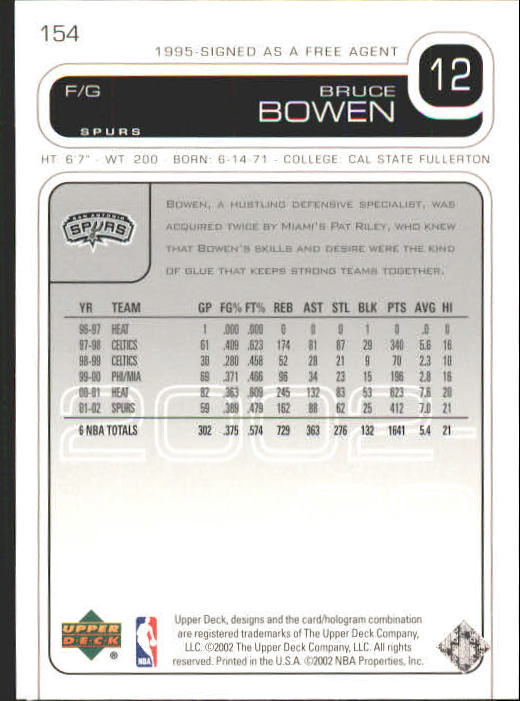 154
1995-SIGNED AS A FREE AGENT
12
F/G
BRUCE
BOWEN
SPURS
HT: 6'7" - WT: 200 - BORN: 6-14-71 - COLLEGE: CAL STATE FULLERTON
SAN ANTONIO
SPURS
BOWEN, A HUSTLING DEFENSIVE SPECIALIST, WAS
ACQUIRED TWICE BY MIAMI'S PAT RILEY, WHO KNEW
THAT BOWEN'S SKILLS AND DESIRE WERE THE KIND
OF GLUE THAT KEEPS STRONG TEAMS TOGETHER.
YR TEAM GP FG% FT% REB AST STL BLK PTS AVG HI
96-97 HEAT 1 .000 .000 0 0 0 1 0 .0 0
97-98 CELTICS 61 .409 .623 174 81 87 29 340 5.6 16
98-99 CELTICS 30 .280 .458 52 28 21 9 70 2.3 10
99-00 PHI/MIA 69 .371 .466 96 34 23 15 196 2.8 16
00-01 HEAT 82 .363 .609 245 132 83 53 623 7.6 20
01-02 SPURS 59 .389 .479 162 88 62 25 412 7.0 21
6 NBA TOTALS 302 .375 .574 729 363 276 132 1641 5.4 21
2002-
UPPER
DECK
®
NBA
Upper Deck, designs and the card/hologram combination
are registered trademarks of The Upper Deck Company,
LLC. ©2002 The Upper Deck Company, LLC. All rights
reserved. Printed in the U.S.A. ©2002 NBA Properties, Inc.